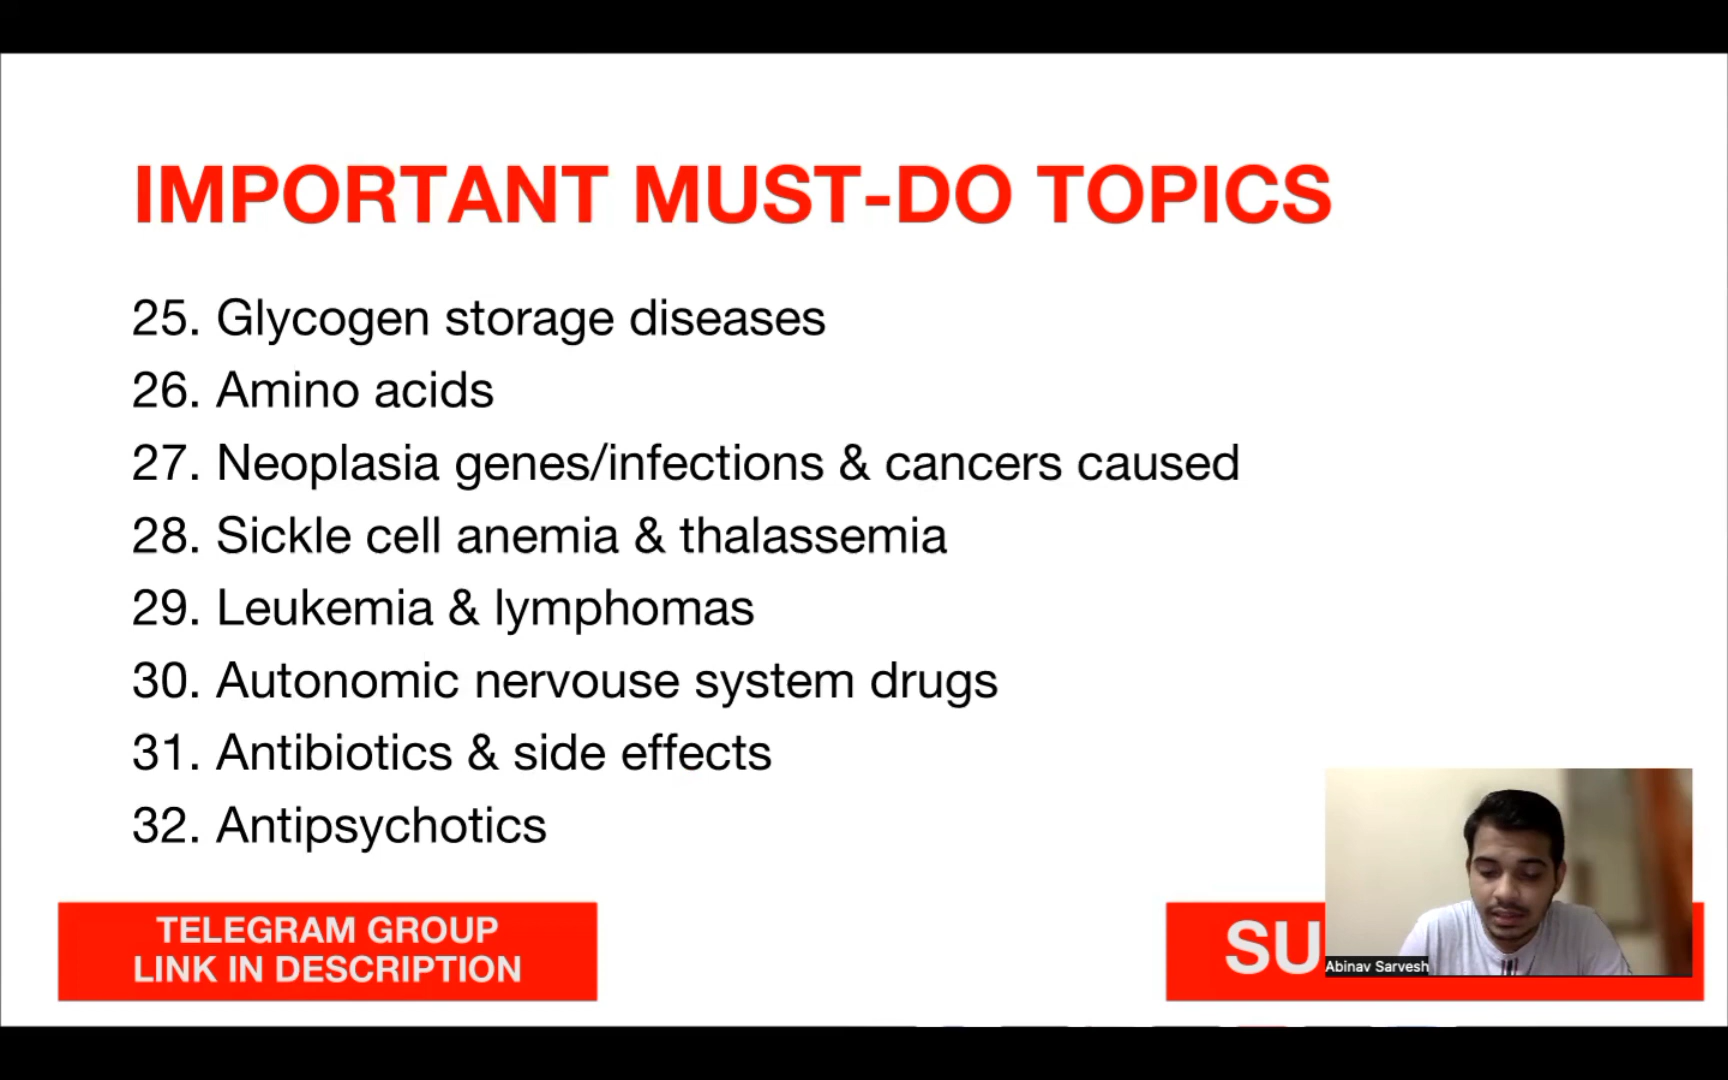 IMPORTANT MUST-DO TOPICS
25. Glycogen storage diseases
26. Amino acids
27. Neoplasia genes/infections & cancers caused
28. Sickle cell anemia & thalassemia
29. Leukemia & lymphomas
30. Autonomic nervouse system drugs
31. Antibiotics & side effects
32. Antipsychotics
TELEGRAM GROUP
LINK IN DESCRIPTION
SU
Abinav Sarvesh